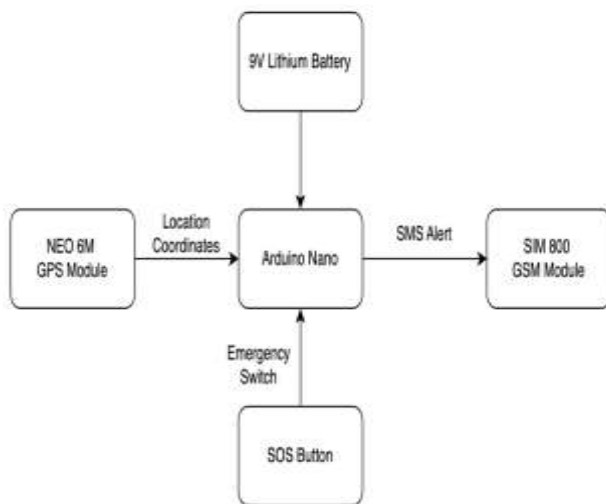 9V Lithium Battery
NEO 6M
GPS Module
Location
Coordinates
Arduino Nano
SMS Alert
SIM 800
GSM Module
Emergency
Switch
SOS Button